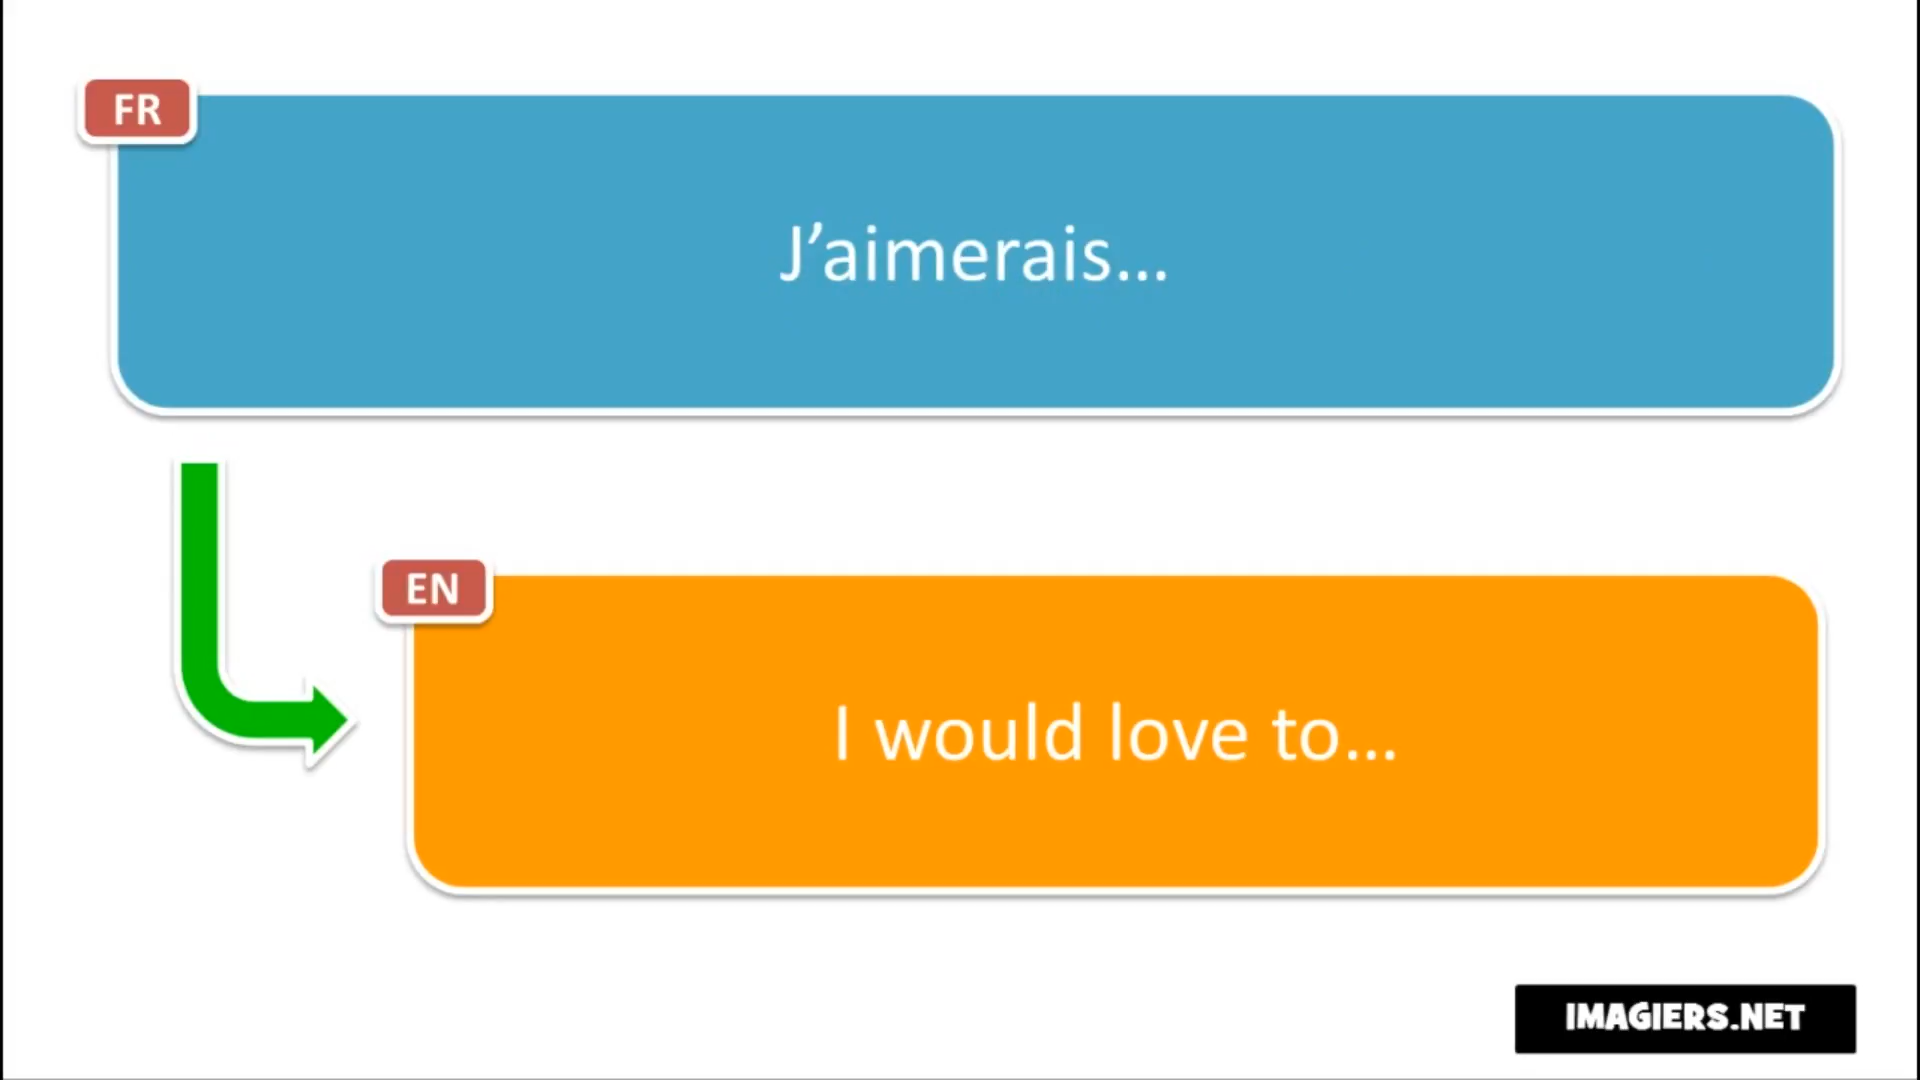 FR
J’aimerais...
EN
I would love to...
IMAGIERS.NET